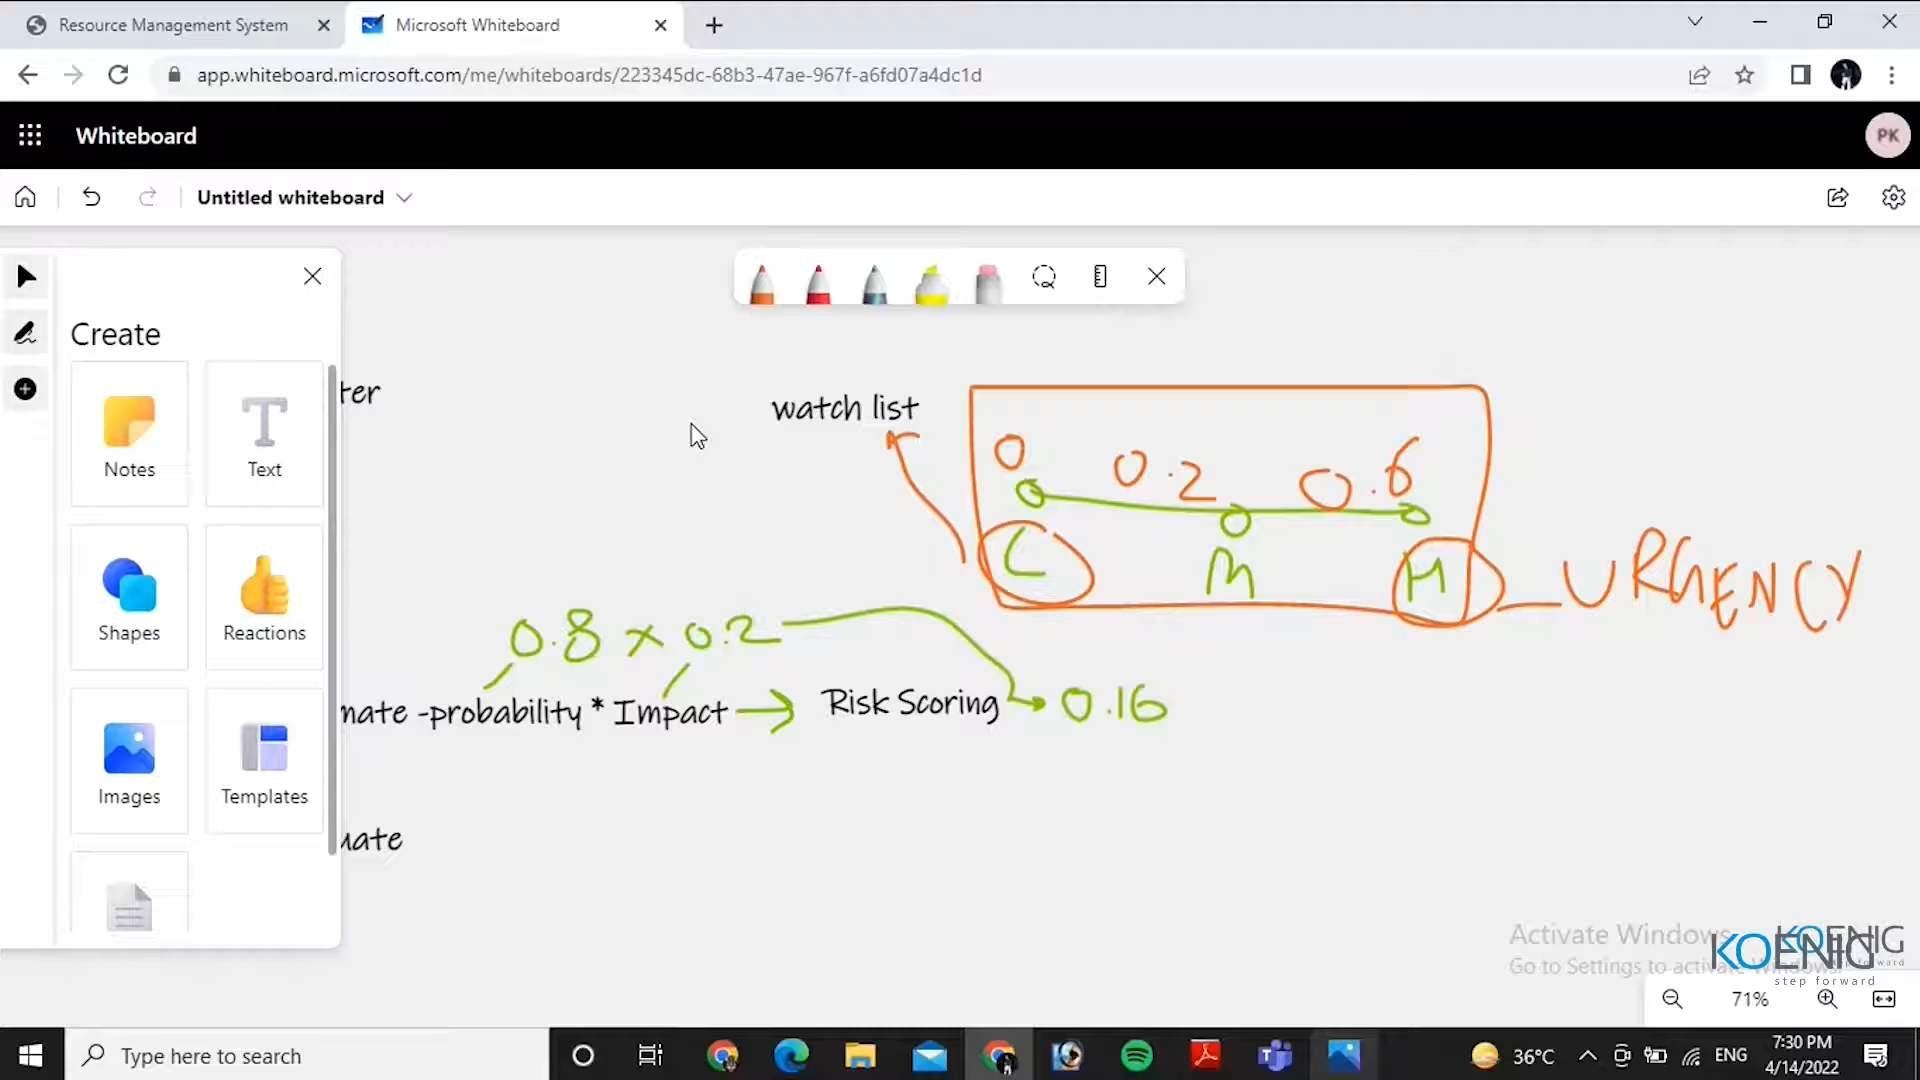 Resource Management System
Microsoft Whiteboard
app.whiteboard.microsoft.com/me/whiteboards/223345dc-68b3-47ae-967f-a6fd07a4dc1d
Whiteboard
PK
Untitled whiteboard
Create
Notes
Text
Shapes
Reactions
Images
Templates
ter
watch list
0
0.2
0.6
L
M
H
URGENCY
0.8 x 0.2
mate -probability * Impact
Risk Scoring
0.16
uate
Activate Windows
Go to Settings to activate Windows.
KOENIG
step forward
KOENIG
71%
Type here to search
36°C
ENG
7:30 PM
4/14/2022